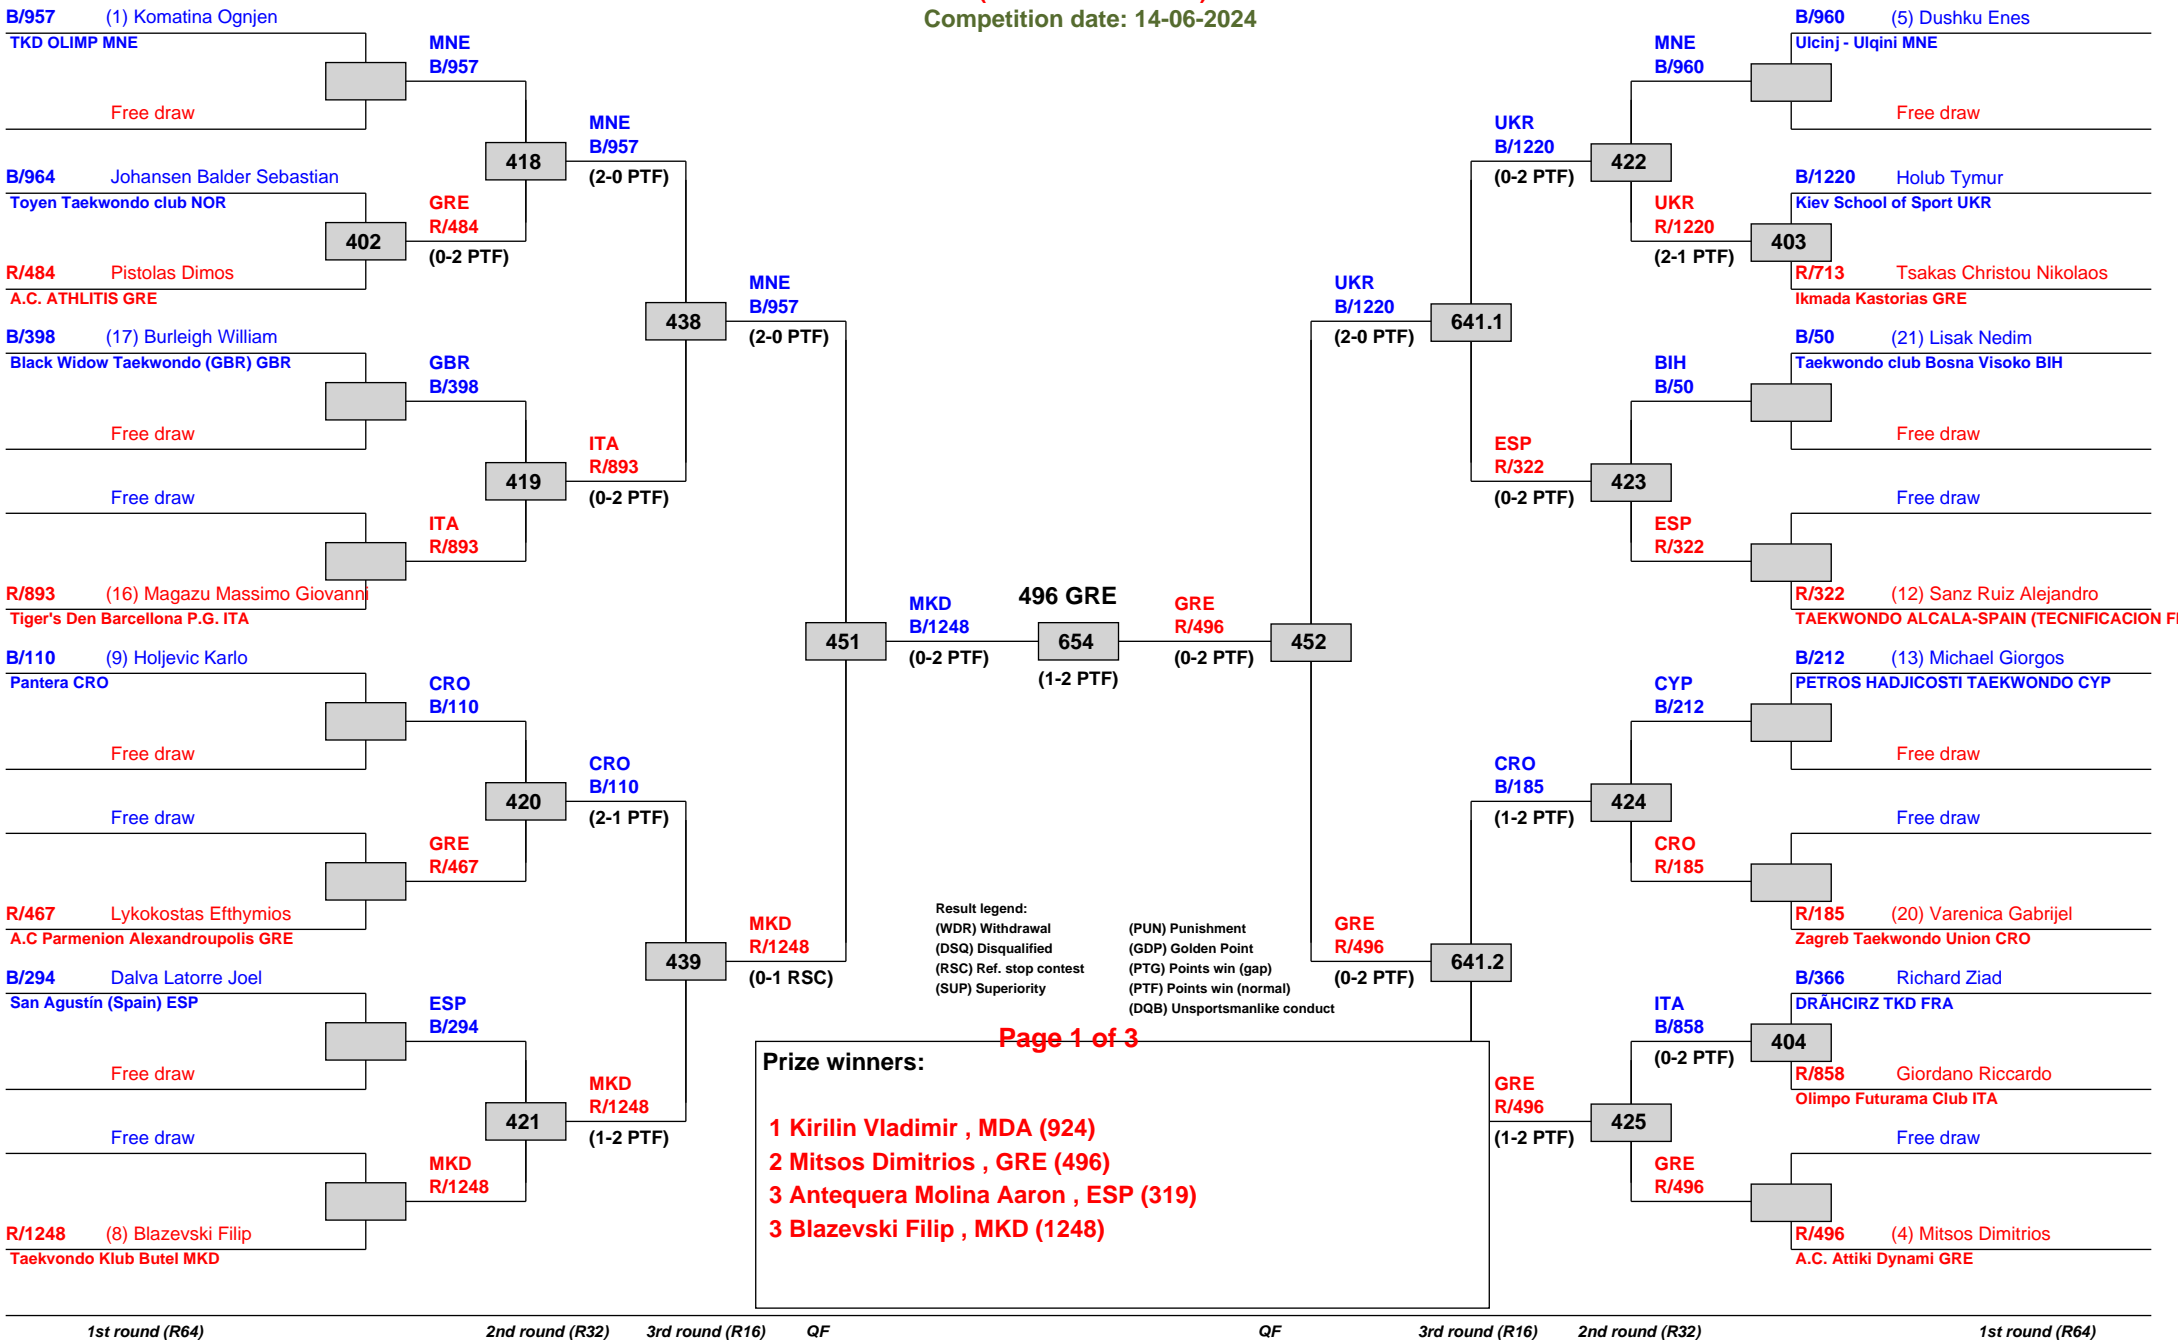 Competition date: 14-06-2024
B/957 (1) Komatina Ognjen
TKD OLIMP MNE
Free draw
B/964 Johansen Balder Sebastian
Toyen Taekwondo club NOR
402
R/484 Pistolas Dimos
A.C. ATHLITIS GRE
B/398 (17) Burleigh William
Black Widow Taekwondo (GBR) GBR
Free draw
Free draw
R/893 (16) Magazu Massimo Giovanni
Tiger's Den Barcellona P.G. ITA
B/110 (9) Holjevic Karlo
Pantera CRO
Free draw
Free draw
R/467 Lykokostas Efthymios
A.C Parmenion Alexandroupolis GRE
B/294 Dalva Latorre Joel
San Agustín (Spain) ESP
Free draw
Free draw
R/1248 (8) Blazevski Filip
Taekvondo Klub Butel MKD
MNE
B/957
418
GRE
R/484
(0-2 PTF)
GBR
B/398
419
ITA
R/893
CRO
B/110
420
GRE
R/467
ESP
B/294
421
MKD
R/1248
MNE
B/957
(2-0 PTF)
438
ITA
R/893
(0-2 PTF)
CRO
B/110
(2-1 PTF)
439
MKD
R/1248
(1-2 PTF)
MNE
B/957
(2-0 PTF)
451
MKD
R/1248
(0-1 RSC)
MKD
B/1248
(0-2 PTF)
496 GRE
654
(1-2 PTF)
GRE
R/496
(0-2 PTF)
452
UKR
B/1220
(2-0 PTF)
641.1
GRE
R/496
(0-2 PTF)
641.2
UKR
B/1220
(0-2 PTF)
422
ESP
R/322
(0-2 PTF)
423
CRO
B/185
(1-2 PTF)
424
GRE
R/496
(1-2 PTF)
425
MNE
B/960
UKR
R/1220
(2-1 PTF)
403
BIH
B/50
ESP
R/322
CYP
B/212
CRO
R/185
ITA
B/858
(0-2 PTF)
404
GRE
R/496
B/960 (5) Dushku Enes
Ulcinj - Ulqini MNE
Free draw
B/1220 Holub Tymur
Kiev School of Sport UKR
R/713 Tsakas Christou Nikolaos
Ikmada Kastorias GRE
B/50 (21) Lisak Nedim
Taekwondo club Bosna Visoko BIH
Free draw
Free draw
R/322 (12) Sanz Ruiz Alejandro
TAEKWONDO ALCALA-SPAIN (TECNIFICACION
B/212 (13) Michael Giorgos
PETROS HADJICOSTI TAEKWONDO CYP
Free draw
Free draw
R/185 (20) Varenica Gabrijel
Zagreb Taekwondo Union CRO
B/366 Richard Ziad
DRÃHCIRZ TKD FRA
R/858 Giordano Riccardo
Olimpo Futurama Club ITA
Free draw
R/496 (4) Mitsos Dimitrios
A.C. Attiki Dynami GRE
Result legend:
(WDR) Withdrawal (PUN) Punishment
(DSQ) Disqualified (GDP) Golden Point
(RSC) Ref. stop contest (PTG) Points win (gap)
(SUP) Superiority (PTF) Points win (normal)
(DQB) Unsportsmanlike conduct
Page 1 of 3
Prize winners:
1 Kirilin Vladimir , MDA (924)
2 Mitsos Dimitrios , GRE (496)
3 Antequera Molina Aaron , ESP (319)
3 Blazevski Filip , MKD (1248)
1st round (R64) 2nd round (R32) 3rd round (R16) QF QF 3rd round (R16) 2nd round (R32) 1st round (R64)